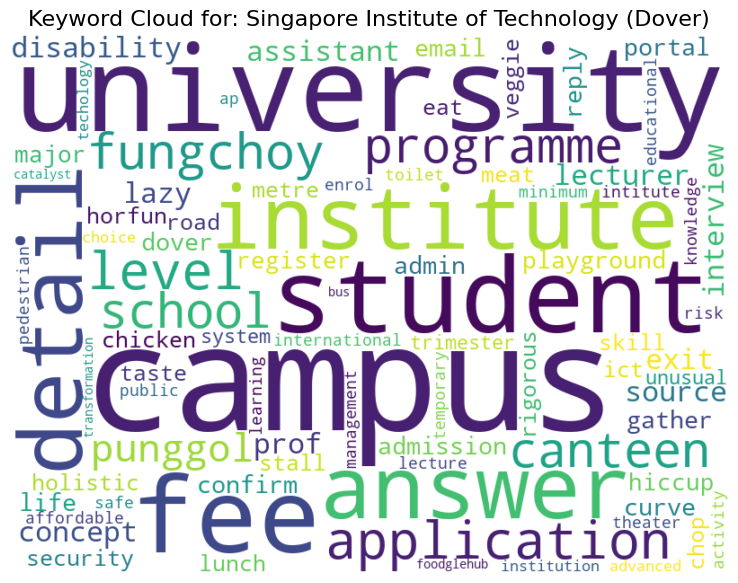 Keyword Cloud for: Singapore Institute of Technology (Dover)
disability
assistant
email
veggie
reply
portal
university
techology
ap
eat
educational
major
fungchoy
programme
catalyst
lecturer
lazy
metre
enrol
toilet
meat
minimum
intitute
knowledge
interview
detail
horfun
road
institute
choice
dover
pedestrian
level
register
admin
playground
school
bus
student
risk
chicken
system
international
trimester
skill
transformation
taste
public
learning
campus
management
temporary
rigorous
ict
exit
unusual
source
gather
punggol
prof
admission
canteen
stall
lecture
holistic
confirm
answer
hiccup
life
safe
fee
curve
affordable
theater
concept
application
chop
activity
security
lunch
foodglehub
institution
advanced